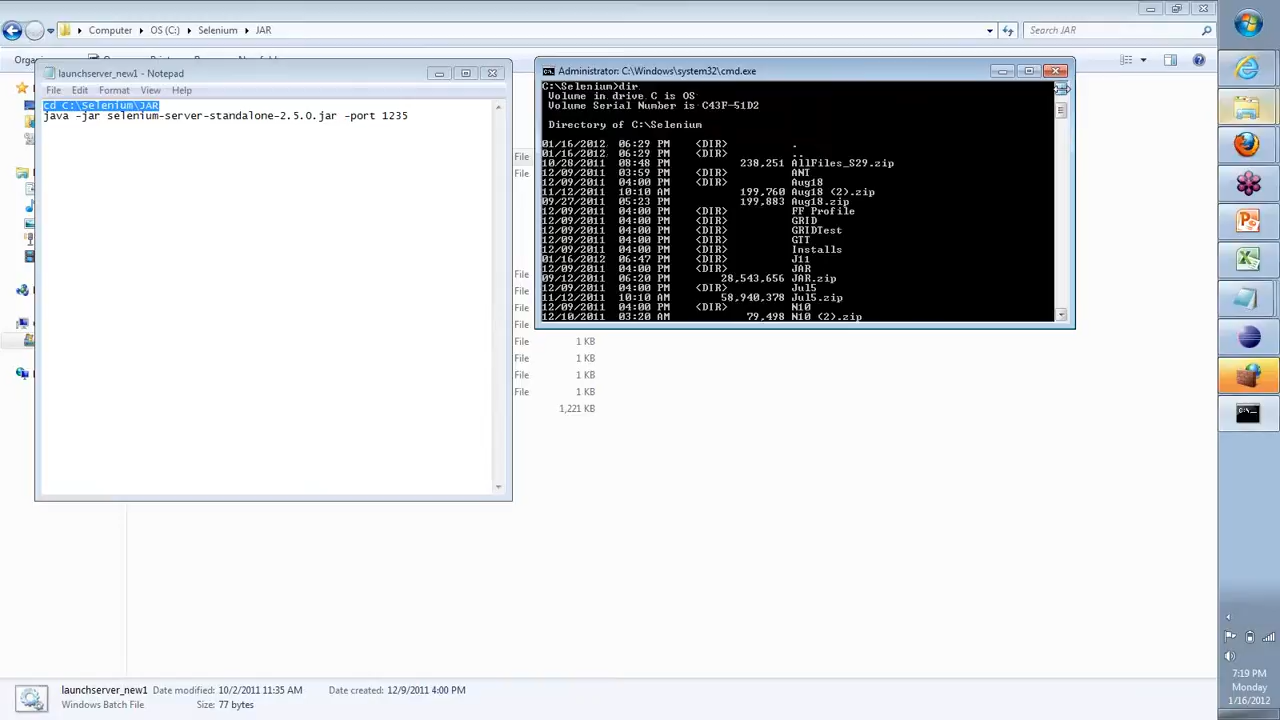 Computer
OS (C:)
Selenium
JAR
Search JAR
launchserver_new1 - Notepad
File Edit Format View Help
cd C:\Selenium\JAR
java -jar selenium-server-standalone-2.5.0.jar -port 1235
Administrator: C:\Windows\system32\cmd.exe
C:\Selenium>dir
Volume in drive C is OS
Volume Serial Number is C43F-51D2
Directory of C:\Selenium
01/16/2012 06:29 PM <DIR> .
01/16/2012 06:29 PM <DIR> ..
10/28/2011 08:48 PM 238,251 AllFiles_S29.zip
12/09/2011 03:59 PM <DIR> ANT
12/09/2011 04:00 PM <DIR> Aug18
11/12/2011 10:10 AM 199,760 Aug18 (2).zip
09/27/2011 05:23 PM 199,883 Aug18.zip
12/09/2011 04:00 PM <DIR> FF Profile
12/09/2011 04:00 PM <DIR> GRID
12/09/2011 04:00 PM <DIR> GRIDTest
12/09/2011 04:00 PM <DIR> GTT
12/09/2011 04:00 PM <DIR> Installs
01/16/2012 06:47 PM <DIR> J11
12/09/2011 04:00 PM <DIR> JAR
09/12/2011 06:20 PM 28,543,656 JAR.zip
12/09/2011 04:00 PM <DIR> Jul5
11/12/2011 10:10 AM 58,940,378 Jul5.zip
12/09/2011 04:00 PM <DIR> N10
12/10/2011 03:20 AM 79,498 N10 (2).zip
File
File
File
File
File
File
File 1 KB
File 1 KB
File 1 KB
File 1 KB
1,221 KB
launchserver_new1 Date modified: 10/2/2011 11:35 AM Date created: 12/9/2011 4:00 PM
Windows Batch File Size: 77 bytes
7:19 PM
Monday
1/16/2012